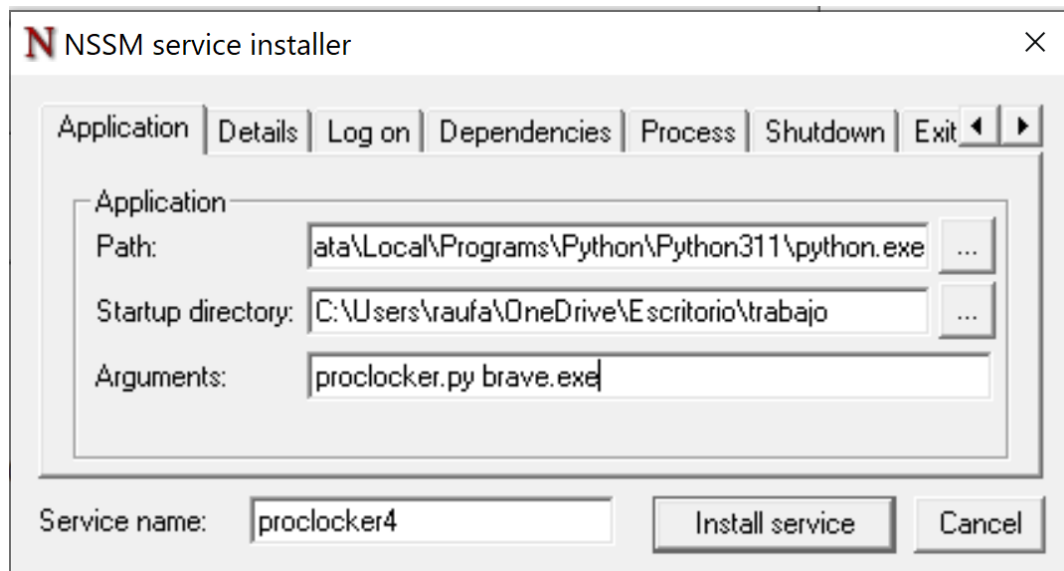 N NSSM service installer
Application Details Log on Dependencies Process Shutdown Exit
Application
Path: ata\Local\Programs\Python\Python311\python.exe ...
Startup directory: C:\Users\raufa\OneDrive\Escritorio\trabajo ...
Arguments: proclocker.py brave.exe
Service name: proclocker4 Install service Cancel